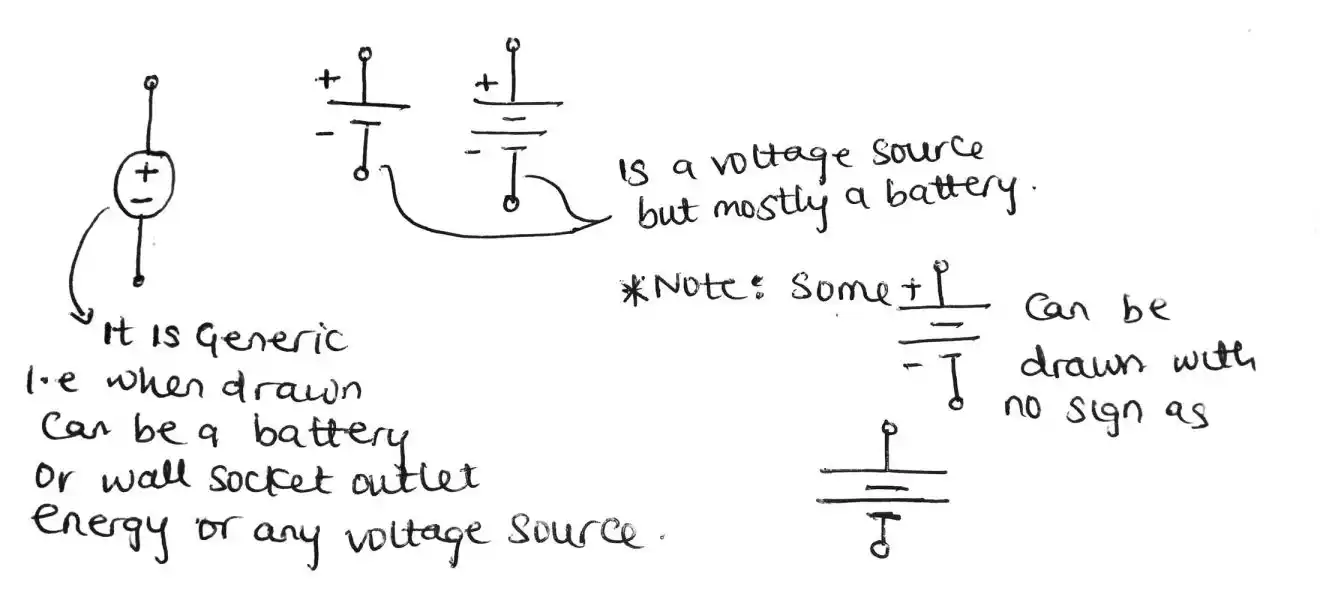 +
-
+
-
+
-
Is a voltage source
but mostly a battery.
*Note: Some + - Can be
drawn with
no sign as
It Is Generic
I.e when drawn
Can be a battery
Or wall socket outlet
energy or any voltage source.